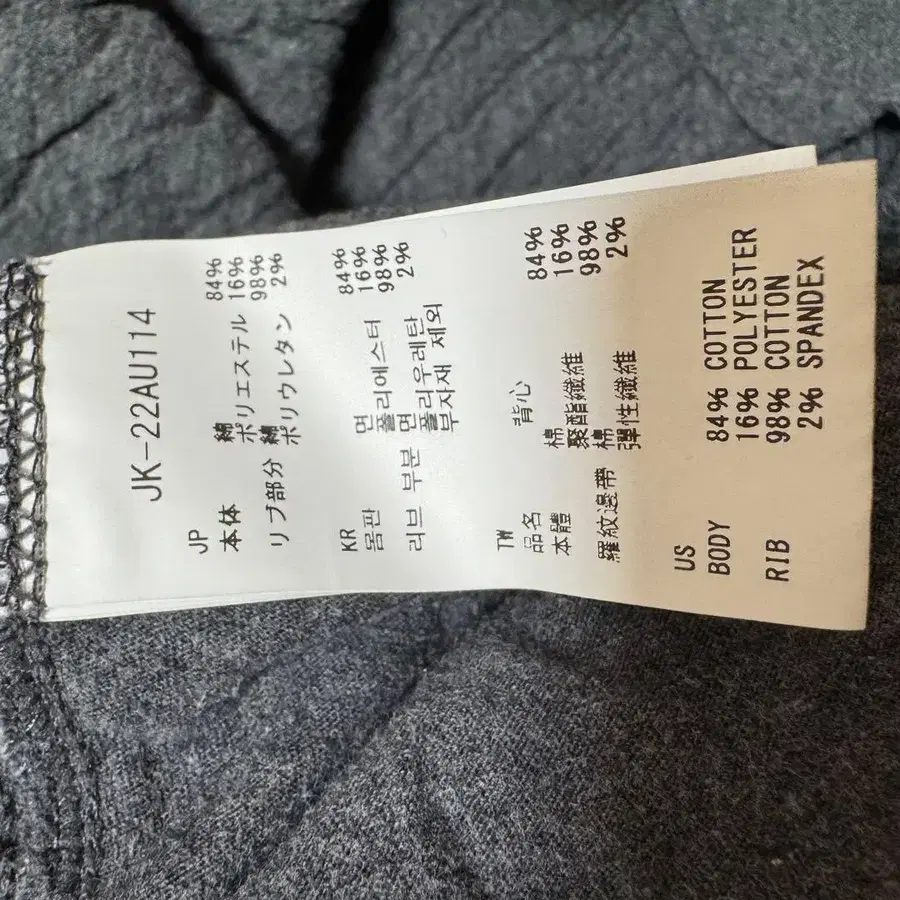 JK-22AU114
JP
本体 綿 84%
ポリエステル 16%
リブ部分 綿 98%
ポリウレタン 2%
KR
몸판 면 84%
폴리에스터 16%
러브 부분 면 98%
폴리우레탄 2%
부자재 제외
TW
品名 背心
本體 棉 84%
聚酯纖維 16%
羅紋邊帶 棉 98%
彈性纖維 2%
US
BODY 84% COTTON
16% POLYESTER
RIB 98% COTTON
2% SPANDEX